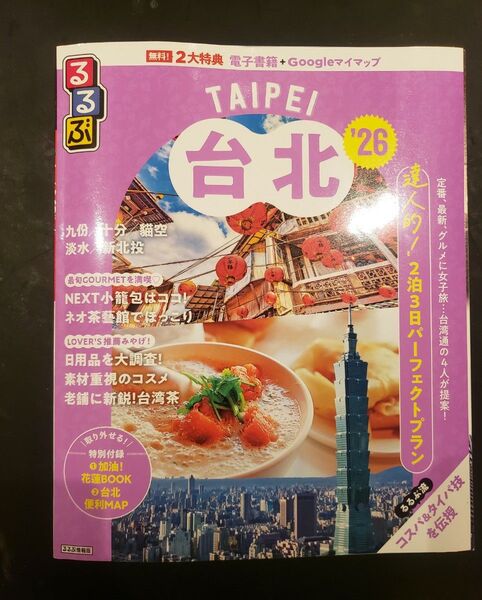 無料! 2大特典 電子書籍+Googleマイマップ
るるぶ
TAIPEI
台北
'26
九份 十分 貓空
淡水 新北投
最旬GOURMETを満喫♡
NEXT小籠包はココ!
ネオ茶藝館でほっこり
LOVER'S推薦みやげ!
日用品を大調査!
素材重視のコスメ
老舗に新鋭!台湾茶
定番、最新、グルメに女子旅…台湾通の4人が提案!
達人的!2泊3日パーフェクトプラン
取り外せる!
特別付録
①加油!
花蓮BOOK
②台北
便利MAP
るるぶ流
コスパ&タイパ技
を伝授
るるぶ情報版